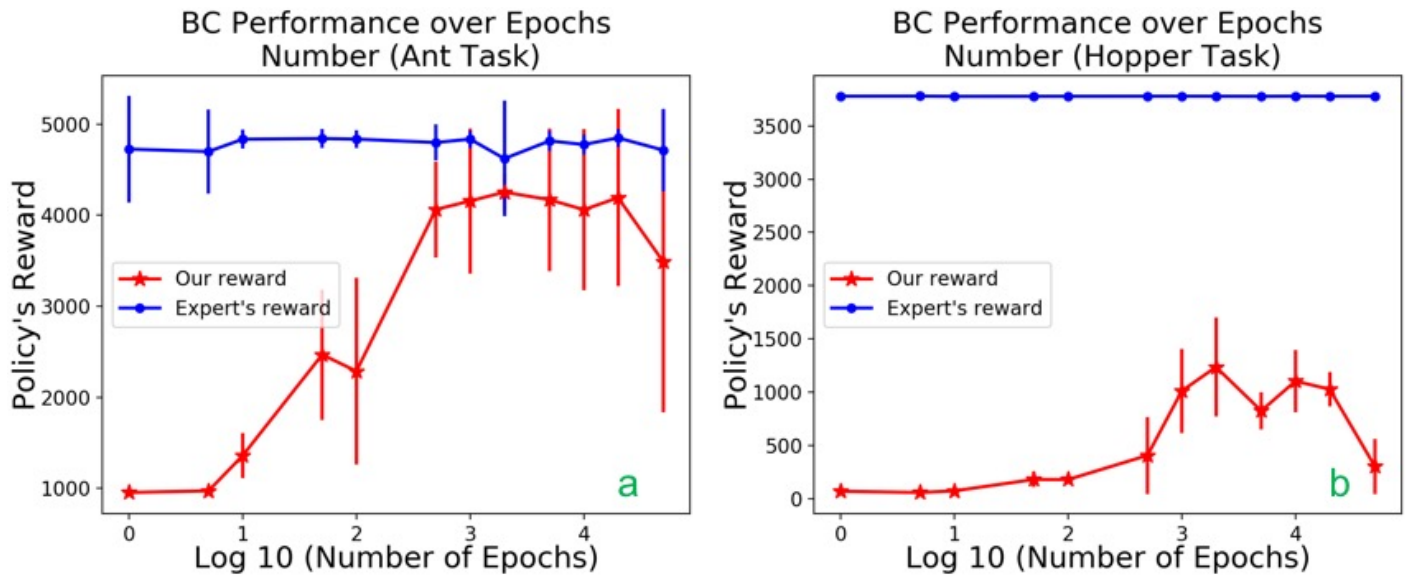 BC Performance over Epochs
Number (Ant Task)
Policy's Reward
5000
4000
3000
2000
1000
Our reward
Expert's reward
a
0 1 2 3 4
Log 10 (Number of Epochs)
BC Performance over Epochs
Number (Hopper Task)
Policy's Reward
3500
3000
2500
2000
1500
1000
500
0
Our reward
Expert's reward
b
0 1 2 3 4
Log 10 (Number of Epochs)